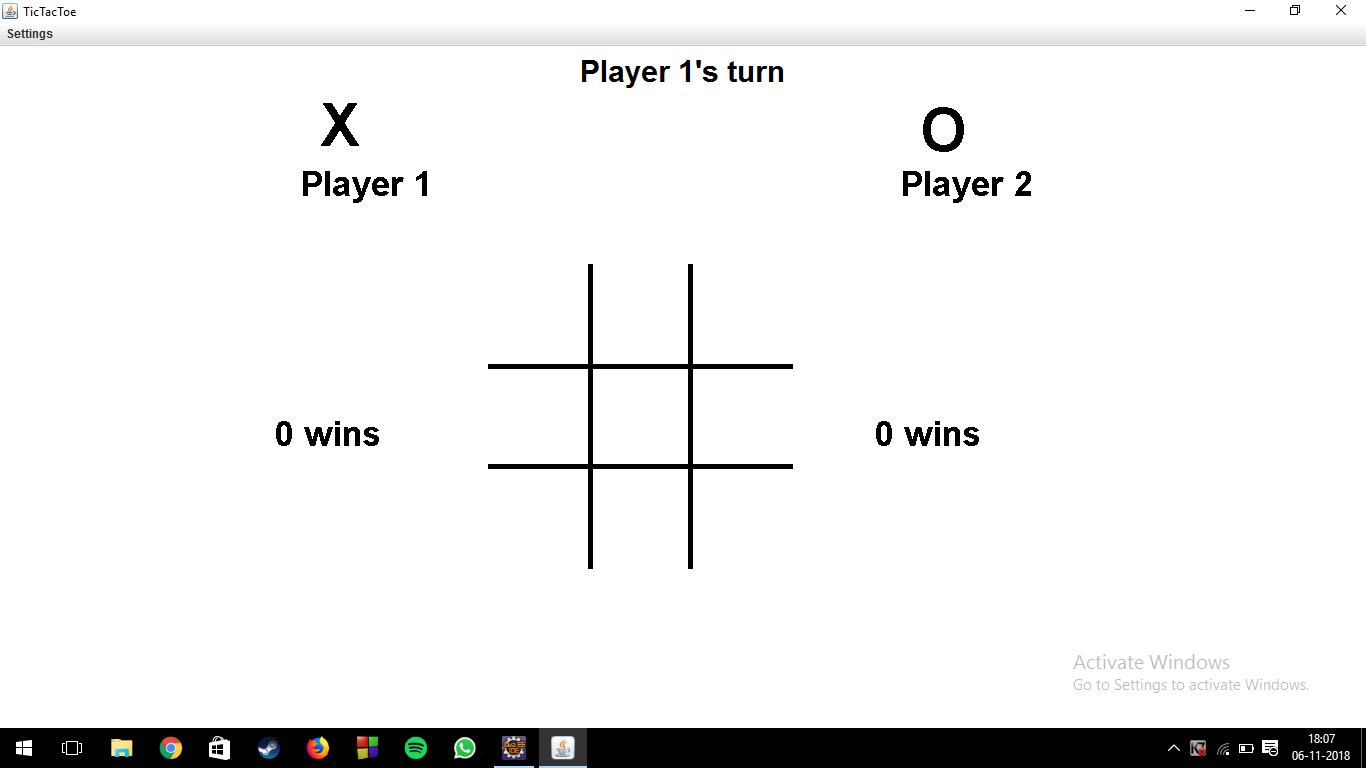 TicTacToe
Settings
Player 1's turn
X
O
Player 1
Player 2
0 wins
0 wins
Activate Windows
Go to Settings to activate Windows.
18:07
06-11-2018